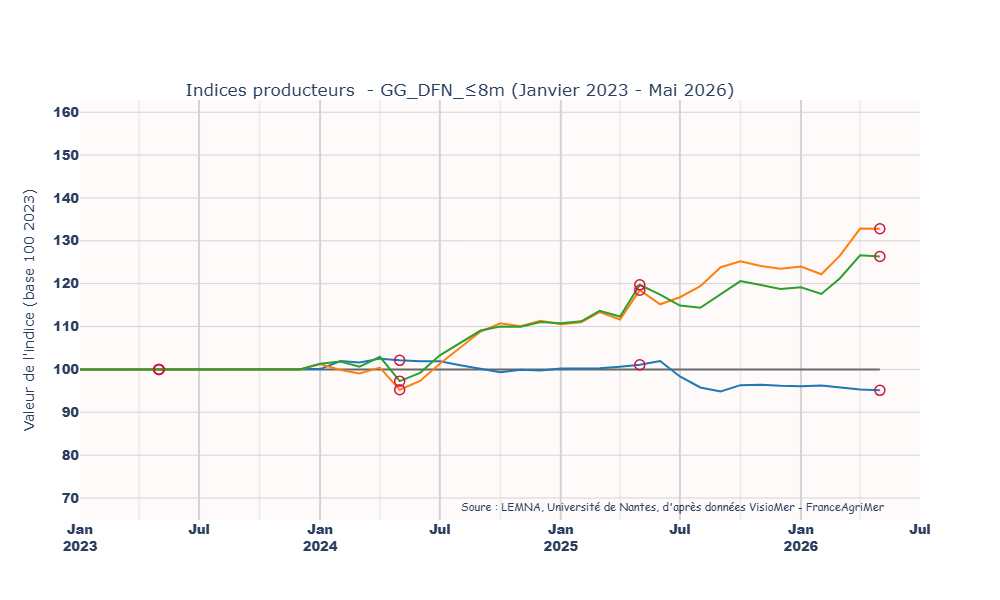 Indices producteurs - GG_DFN_≤8m (Janvier 2023 - Mai 2026)
Valeur de l'indice (base 100 2023)
160
150
140
130
120
110
100
90
80
70
Soure : LEMNA, Université de Nantes, d'après données VisioMer - FranceAgriMer
Jan Jul Jan Jul Jan Jul Jan Jul
2023 2024 2025 2026